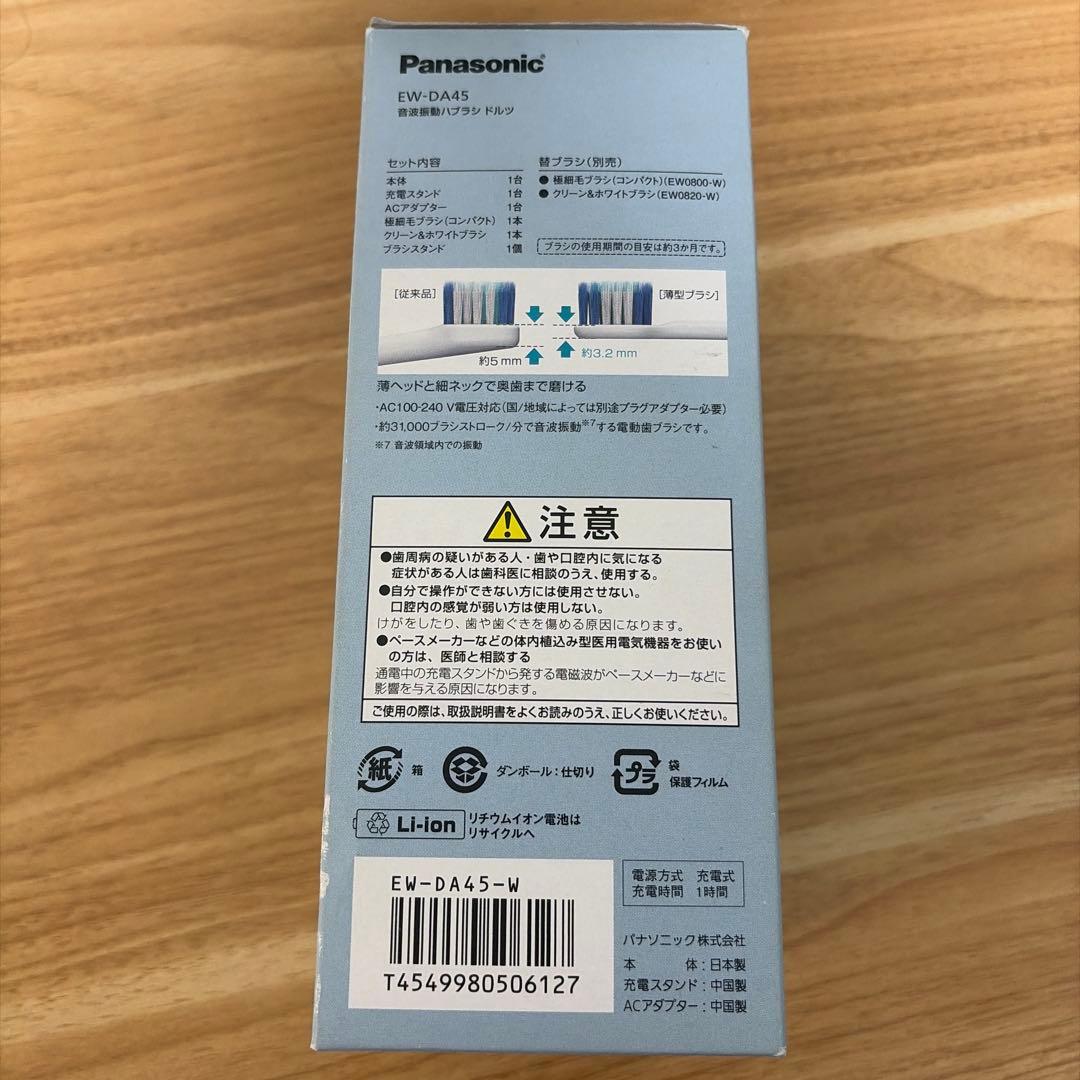 Panasonic
EW-DA45
音波振動ハブラシ ドルツ
セット内容
本体 1台
充電スタンド 1台
ACアダプター 1台
極細毛ブラシ(コンパクト) 1本
クリーン&ホワイトブラシ 1本
ブラシスタンド 1個
替ブラシ(別売)
● 極細毛ブラシ(コンパクト)(EW0800-W)
● クリーン&ホワイトブラシ(EW0820-W)
ブラシの使用期間の目安は約3か月です。
[従来品]
[薄型ブラシ]
約5mm
約3.2mm
薄ヘッドと細ネックで奥歯まで磨ける
・AC100-240 V電圧対応(国/地域によっては別途プラグアダプター必要)
・約31,000ブラシストローク/分で音波振動※7する電動歯ブラシです。
※7 音波領域内での振動
注意
●歯周病の疑いがある人・歯や口腔内に気になる
症状がある人は歯科医に相談のうえ、使用する。
●自分で操作ができない方には使用させない。
口腔内の感覚が弱い方は使用しない。
けがをしたり、歯や歯ぐきを傷める原因になります。
●ペースメーカーなどの体内植込み型医用電気機器をお使い
の方は、医師と相談する
通電中の充電スタンドから発する電磁波がペースメーカーなどに
影響を与える原因になります。
ご使用の際は、取扱説明書をよくお読みのうえ、正しくお使いください。
紙 箱
ダンボール:仕切り
プラ 袋
保護フィルム
Li-ion リチウムイオン電池は
リサイクルへ
EW-DA45-W
T4549980506127
電源方式 充電式
充電時間 1時間
パナソニック株式会社
本体:日本製
充電スタンド:中国製
ACアダプター:中国製